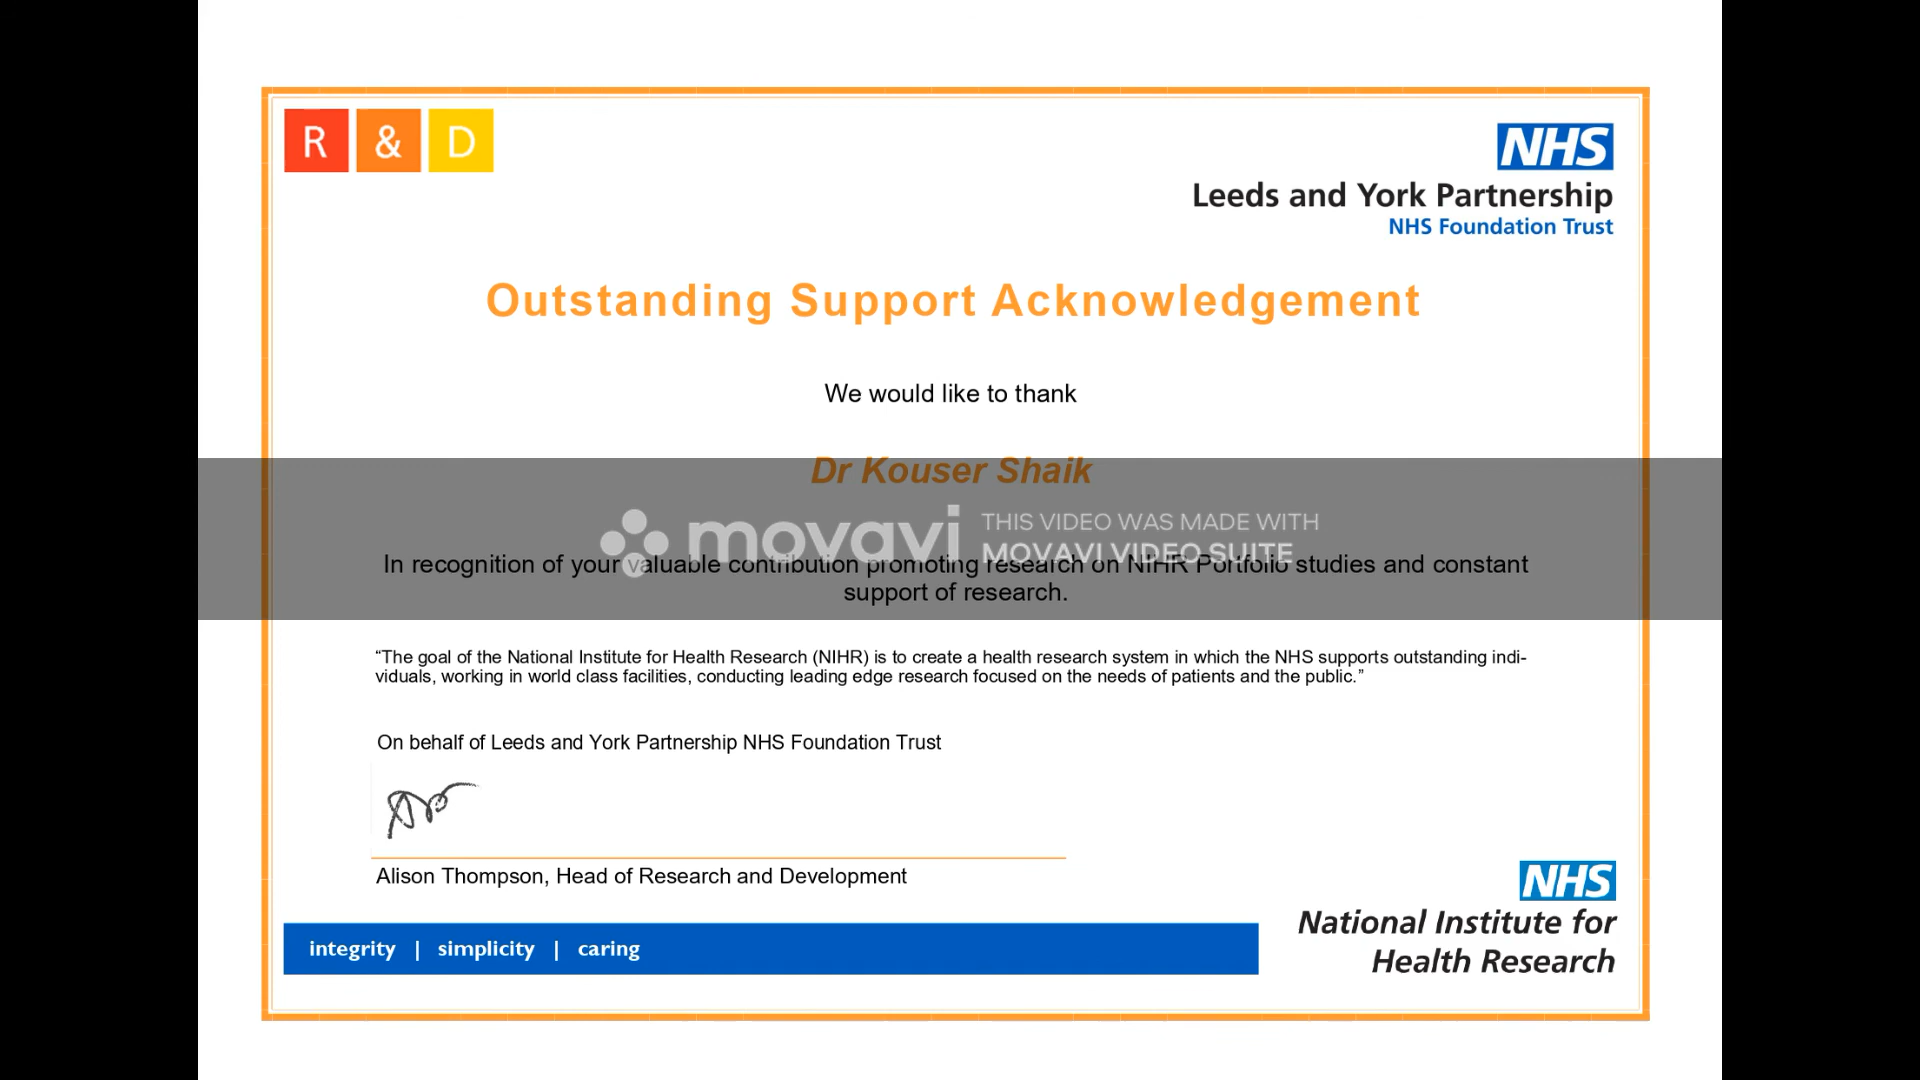 R & D
NHS
Leeds and York Partnership
NHS Foundation Trust
Outstanding Support Acknowledgement
We would like to thank
Dr Kouser Shaik
movavi
THIS VIDEO WAS MADE WITH
MOVAVI VIDEO SUITE
In recognition of your valuable contribution promoting research on NIHR Portfolio studies and constant
support of research.
“The goal of the National Institute for Health Research (NIHR) is to create a health research system in which the NHS supports outstanding indi-
viduals, working in world class facilities, conducting leading edge research focused on the needs of patients and the public.”
On behalf of Leeds and York Partnership NHS Foundation Trust
Alison Thompson, Head of Research and Development
NHS
National Institute for
Health Research
integrity | simplicity | caring